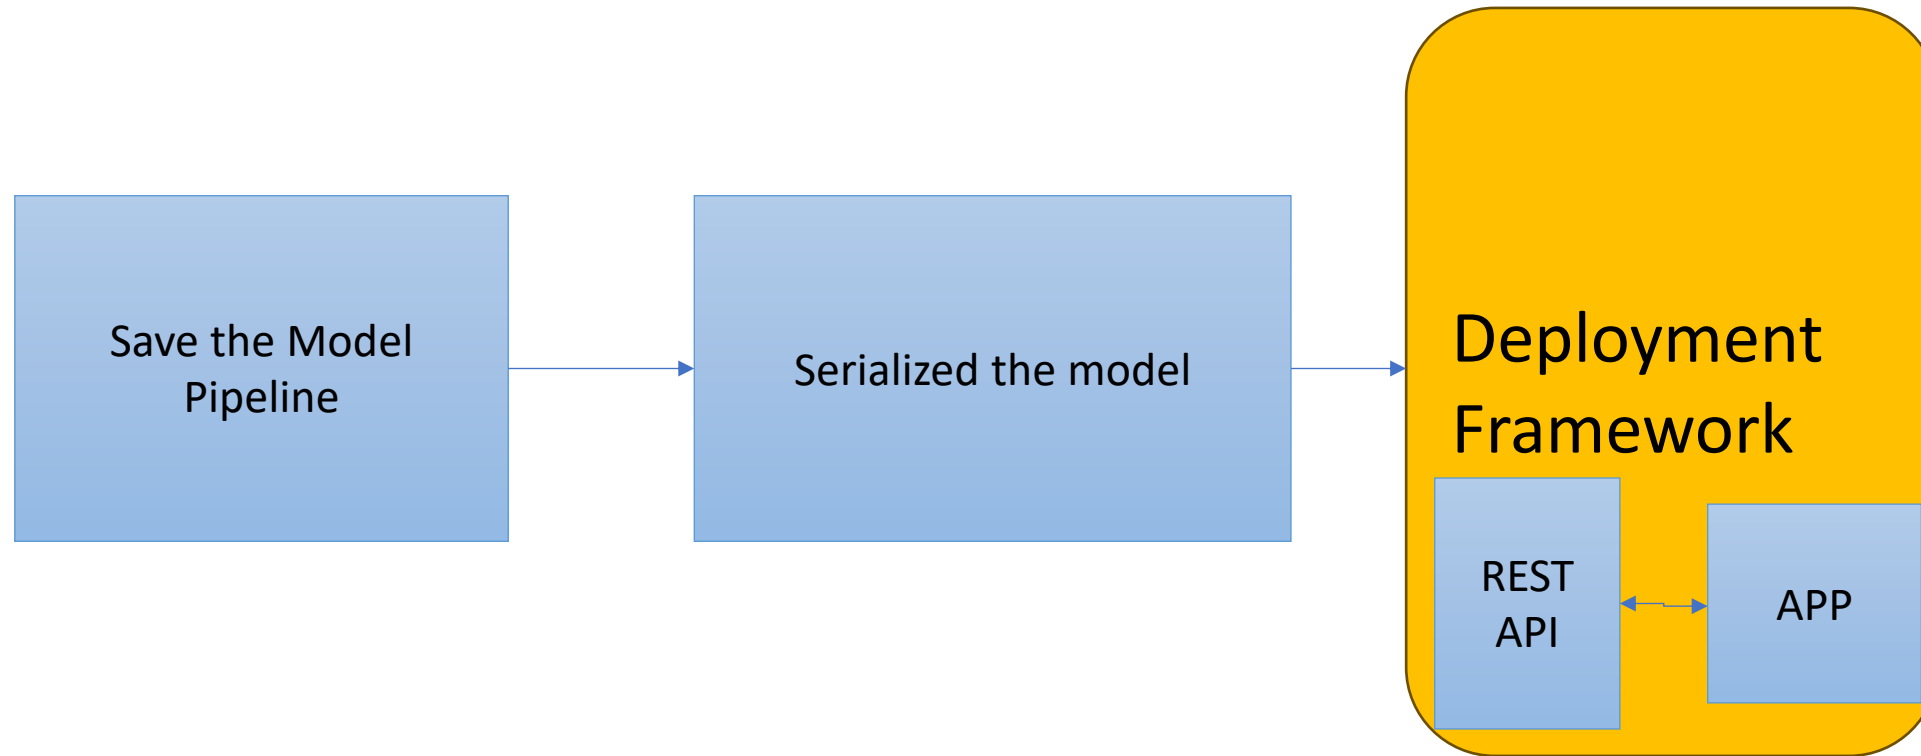 Save the Model
Pipeline
Serialized the model
Deployment
Framework
REST
API
APP